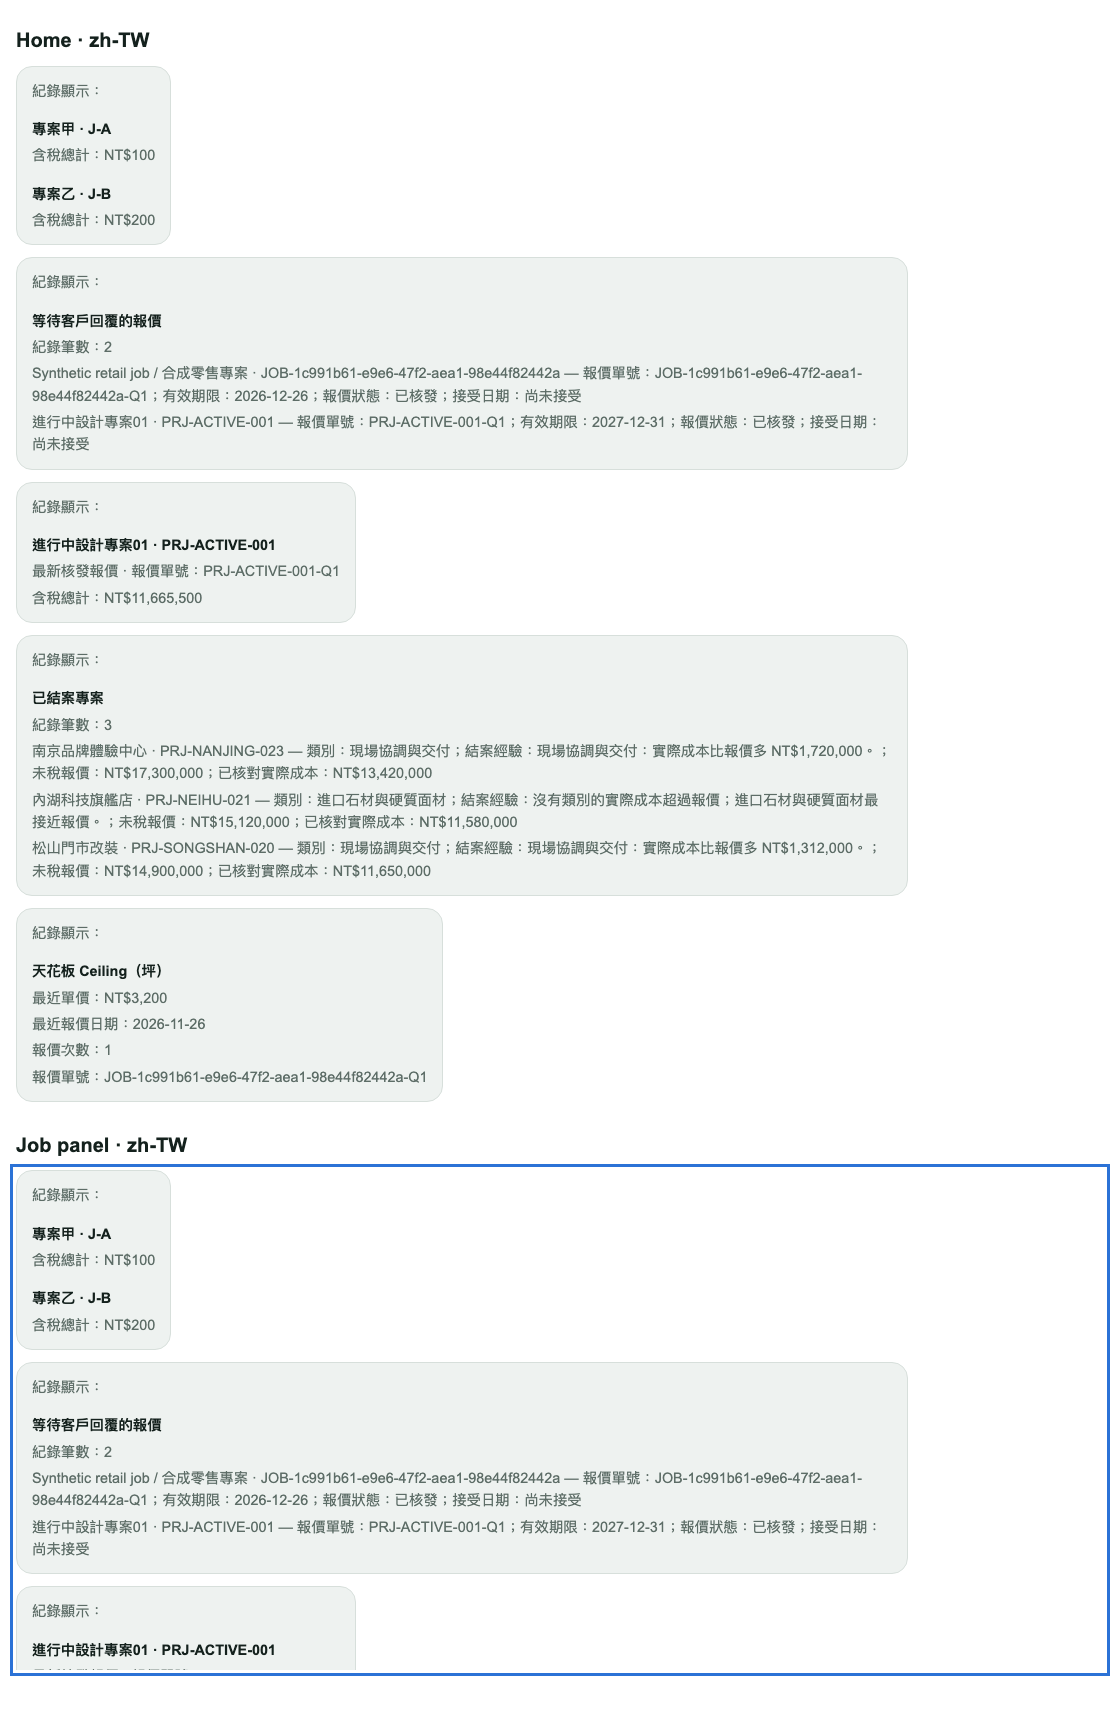 Home · zh-TW
紀錄顯示：
專案甲 · J-A
含稅總計：NT$100
專案乙 · J-B
含稅總計：NT$200
紀錄顯示：
等待客戶回覆的報價
紀錄筆數：2
Synthetic retail job / 合成零售專案 · JOB-1c991b61-e9e6-47f2-aea1-98e44f82442a — 報價單號：JOB-1c991b61-e9e6-47f2-aea1-
98e44f82442a-Q1；有效期限：2026-12-26；報價狀態：已核發；接受日期：尚未接受
進行中設計專案01 · PRJ-ACTIVE-001 — 報價單號：PRJ-ACTIVE-001-Q1；有效期限：2027-12-31；報價狀態：已核發；接受日期：
尚未接受
紀錄顯示：
進行中設計專案01 · PRJ-ACTIVE-001
最新核發報價 · 報價單號：PRJ-ACTIVE-001-Q1
含稅總計：NT$11,665,500
紀錄顯示：
已結案專案
紀錄筆數：3
南京品牌體驗中心 · PRJ-NANJING-023 — 類別：現場協調與交付；結案經驗：現場協調與交付：實際成本比報價多 NT$1,720,000。；
未稅報價：NT$17,300,000；已核對實際成本：NT$13,420,000
內湖科技旗艦店 · PRJ-NEIHU-021 — 類別：進口石材與硬質面材；結案經驗：沒有類別的實際成本超過報價；進口石材與硬質面材最
接近報價。；未稅報價：NT$15,120,000；已核對實際成本：NT$11,580,000
松山門市改裝 · PRJ-SONGSHAN-020 — 類別：現場協調與交付；結案經驗：現場協調與交付：實際成本比報價多 NT$1,312,000。；
未稅報價：NT$14,900,000；已核對實際成本：NT$11,650,000
紀錄顯示：
天花板 Ceiling（坪）
最近單價：NT$3,200
最近報價日期：2026-11-26
報價次數：1
報價單號：JOB-1c991b61-e9e6-47f2-aea1-98e44f82442a-Q1
Job panel · zh-TW
紀錄顯示：
專案甲 · J-A
含稅總計：NT$100
專案乙 · J-B
含稅總計：NT$200
紀錄顯示：
等待客戶回覆的報價
紀錄筆數：2
Synthetic retail job / 合成零售專案 · JOB-1c991b61-e9e6-47f2-aea1-98e44f82442a — 報價單號：JOB-1c991b61-e9e6-47f2-aea1-
98e44f82442a-Q1；有效期限：2026-12-26；報價狀態：已核發；接受日期：尚未接受
進行中設計專案01 · PRJ-ACTIVE-001 — 報價單號：PRJ-ACTIVE-001-Q1；有效期限：2027-12-31；報價狀態：已核發；接受日期：
尚未接受
紀錄顯示：
進行中設計專案01 · PRJ-ACTIVE-001